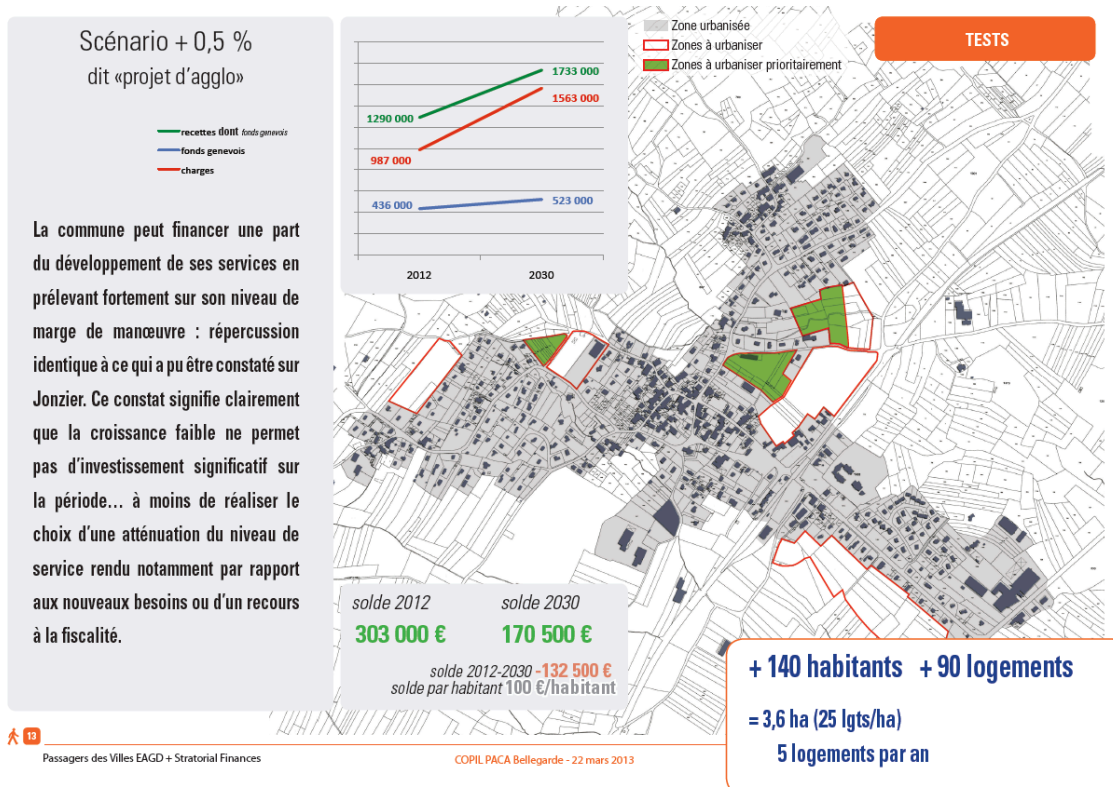 Scénario + 0,5 %
dit «projet d'agglo»
recettes dont fonds genevois
fonds genevois
charges
La commune peut financer une part
du développement de ses services en
prélevant fortement sur son niveau de
marge de manœuvre : répercussion
identique à ce qui a pu être constaté sur
Jonzier. Ce constat signifie clairement
que la croissance faible ne permet
pas d'investissement significatif sur
la période... à moins de réaliser le
choix d'une atténuation du niveau de
service rendu notamment par rapport
aux nouveaux besoins ou d'un recours
à la fiscalité.
1733 000
1563 000
1290 000
987 000
436 000
523 000
2012
2030
Zone urbanisée
Zones à urbaniser
Zones à urbaniser prioritairement
TESTS
solde 2012
solde 2030
303 000 €
170 500 €
solde 2012-2030 -132 500 €
solde par habitant 100 €/habitant
+ 140 habitants + 90 logements
= 3,6 ha (25 lgts/ha)
5 logements par an
13
Passagers des Villes EAGD + Stratorial Finances
COPIL PACA Bellegarde - 22 mars 2013